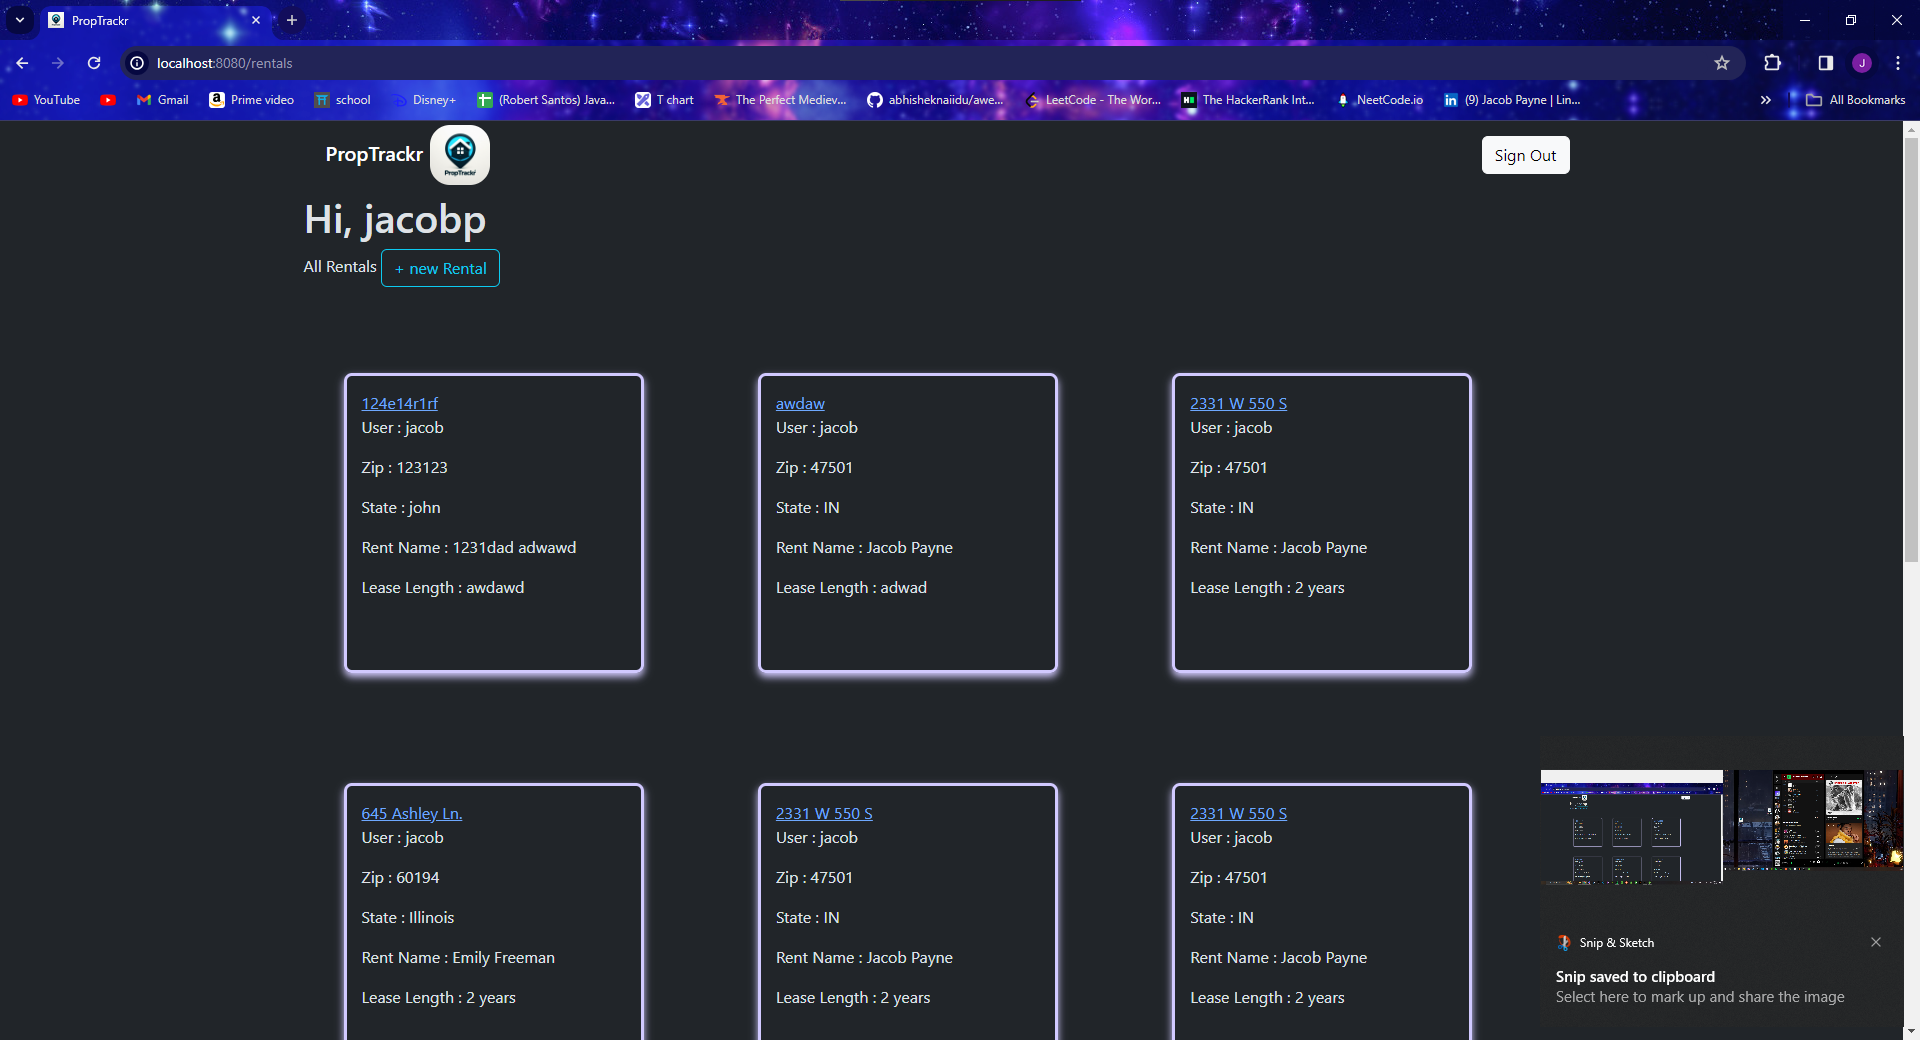 PropTrackr
localhost:8080/rentals
YouTube
Gmail
Prime video
school
Disney+
(Robert Santos) Java...
T chart
The Perfect Mediev...
abhisheknaiidu/awe...
LeetCode - The Wor...
The HackerRank Int...
NeetCode.io
(9) Jacob Payne | Lin...
All Bookmarks
PropTrackr
PropTrackr
Sign Out
Hi, jacobp
All Rentals + new Rental
124e14r1rf
User : jacob
Zip : 123123
State : john
Rent Name : 1231dad adwawd
Lease Length : awdawd
awdaw
User : jacob
Zip : 47501
State : IN
Rent Name : Jacob Payne
Lease Length : adwad
2331 W 550 S
User : jacob
Zip : 47501
State : IN
Rent Name : Jacob Payne
Lease Length : 2 years
645 Ashley Ln.
User : jacob
Zip : 60194
State : Illinois
Rent Name : Emily Freeman
Lease Length : 2 years
2331 W 550 S
User : jacob
Zip : 47501
State : IN
Rent Name : Jacob Payne
Lease Length : 2 years
2331 W 550 S
User : jacob
Zip : 47501
State : IN
Rent Name : Jacob Payne
Lease Length : 2 years
Snip & Sketch
Snip saved to clipboard
Select here to mark up and share the image